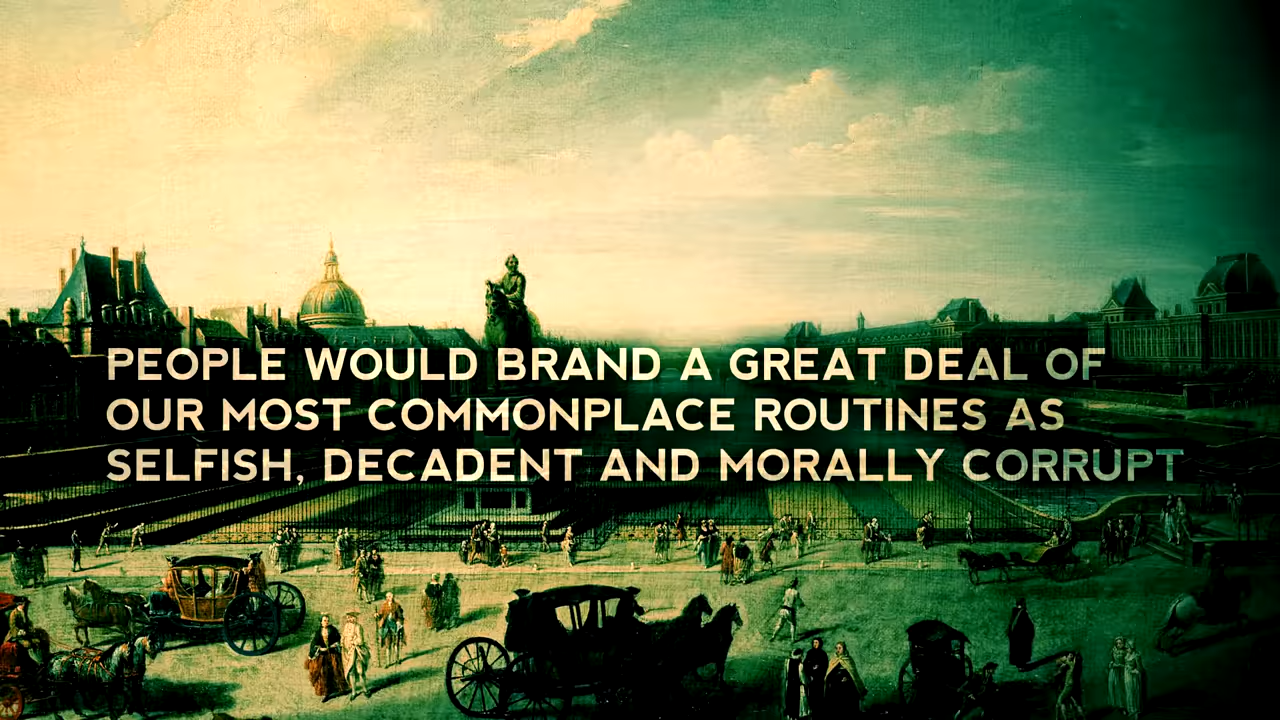 PEOPLE WOULD BRAND A GREAT DEAL OF
OUR MOST COMMONPLACE ROUTINES AS
SELFISH, DECADENT AND MORALLY CORRUPT